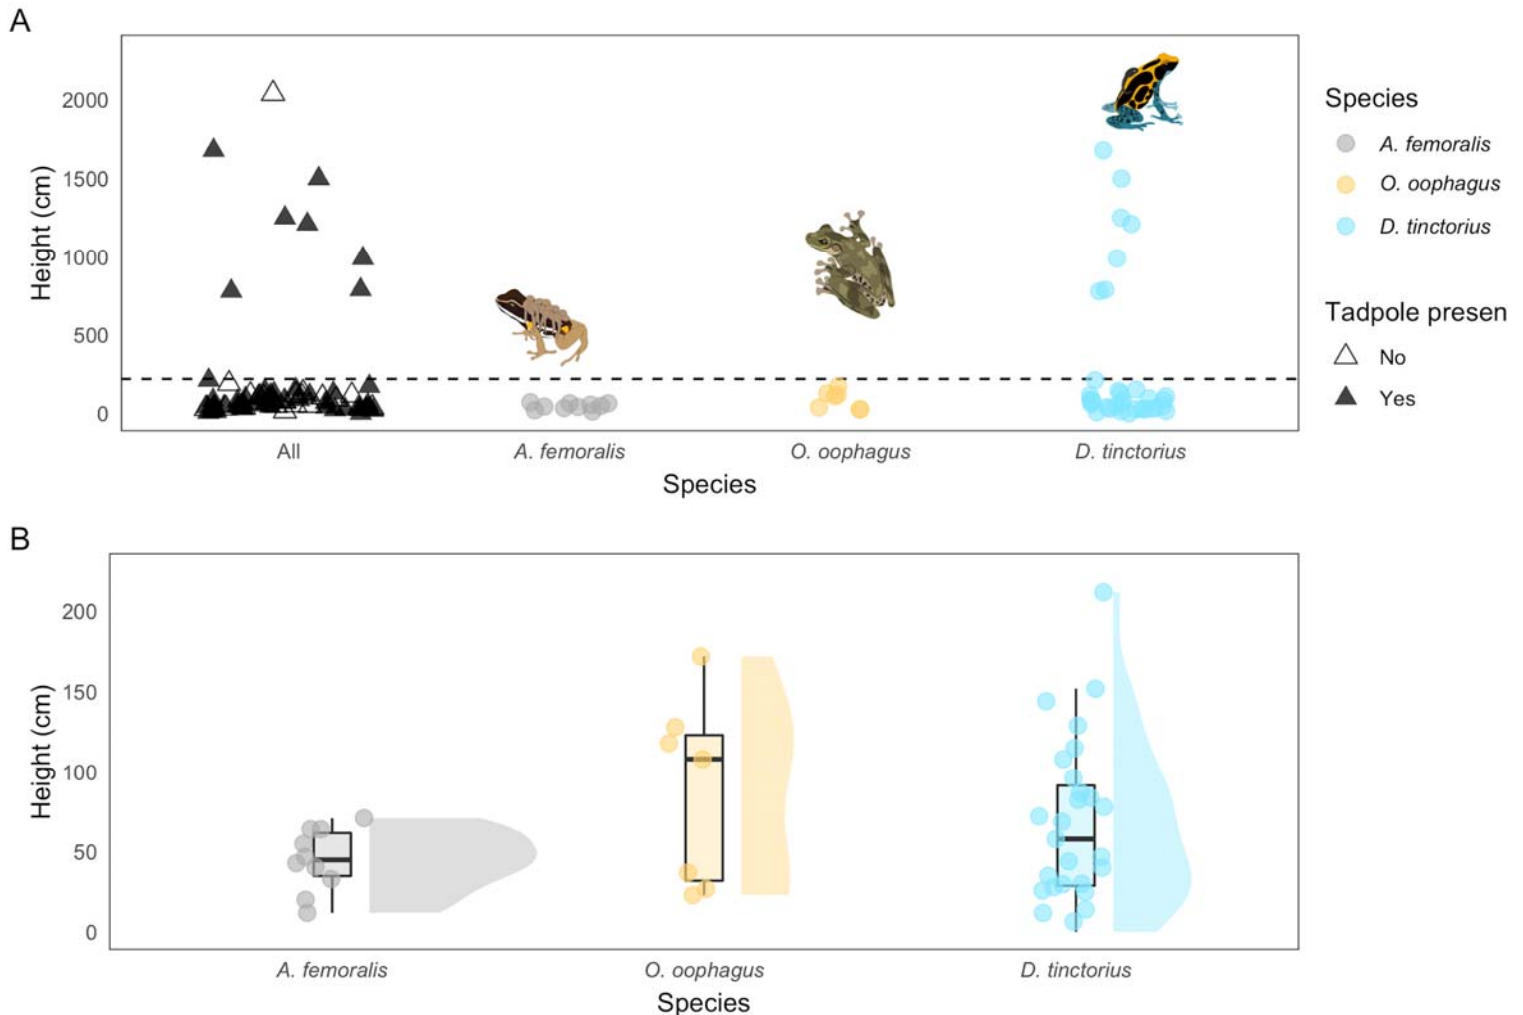 A
Height (cm)
2000
1500
1000
500
0
All
A. femoralis
O. oophagus
D. tinctorius
Species
Species
A. femoralis
O. oophagus
D. tinctorius
Tadpole presen
No
Yes
B
Height (cm)
200
150
100
50
0
A. femoralis
O. oophagus
D. tinctorius
Species